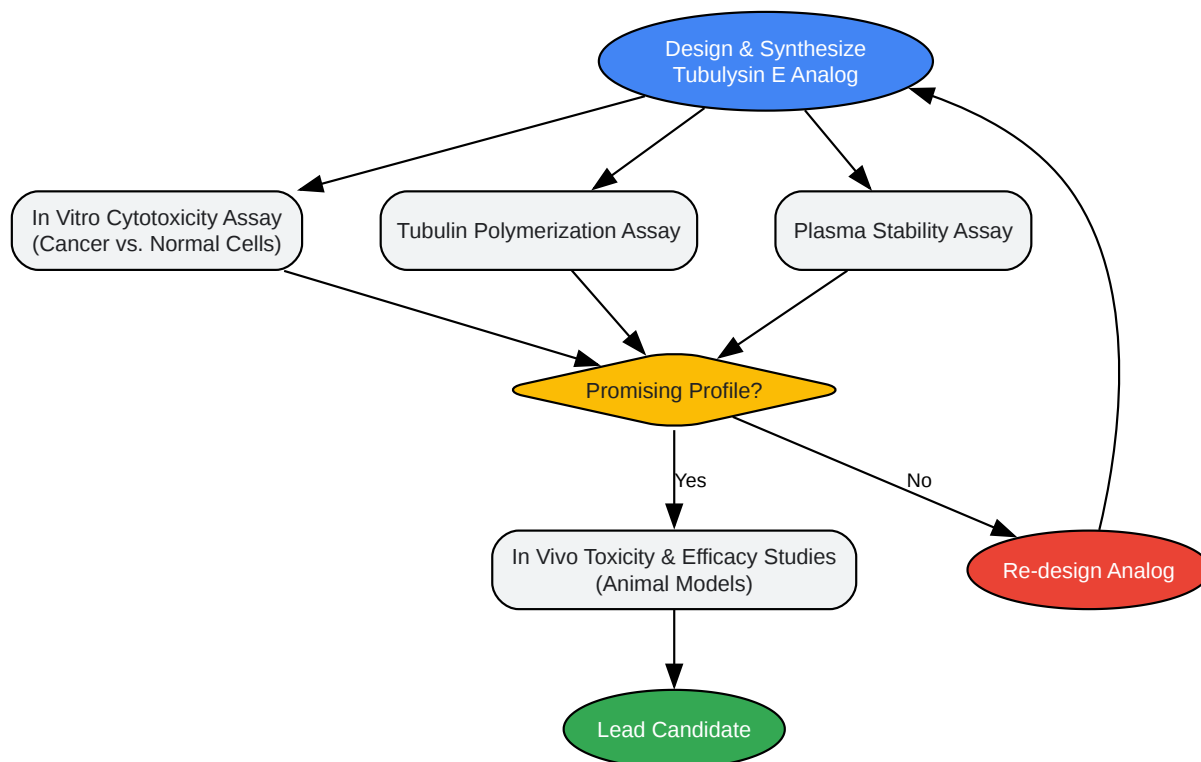 Design & Synthesize
Tubulysin E Analog
In Vitro Cytotoxicity Assay
(Cancer vs. Normal Cells)
Tubulin Polymerization Assay
Plasma Stability Assay
Promising Profile?
Yes
No
In Vivo Toxicity & Efficacy Studies
(Animal Models)
Re-design Analog
Lead Candidate